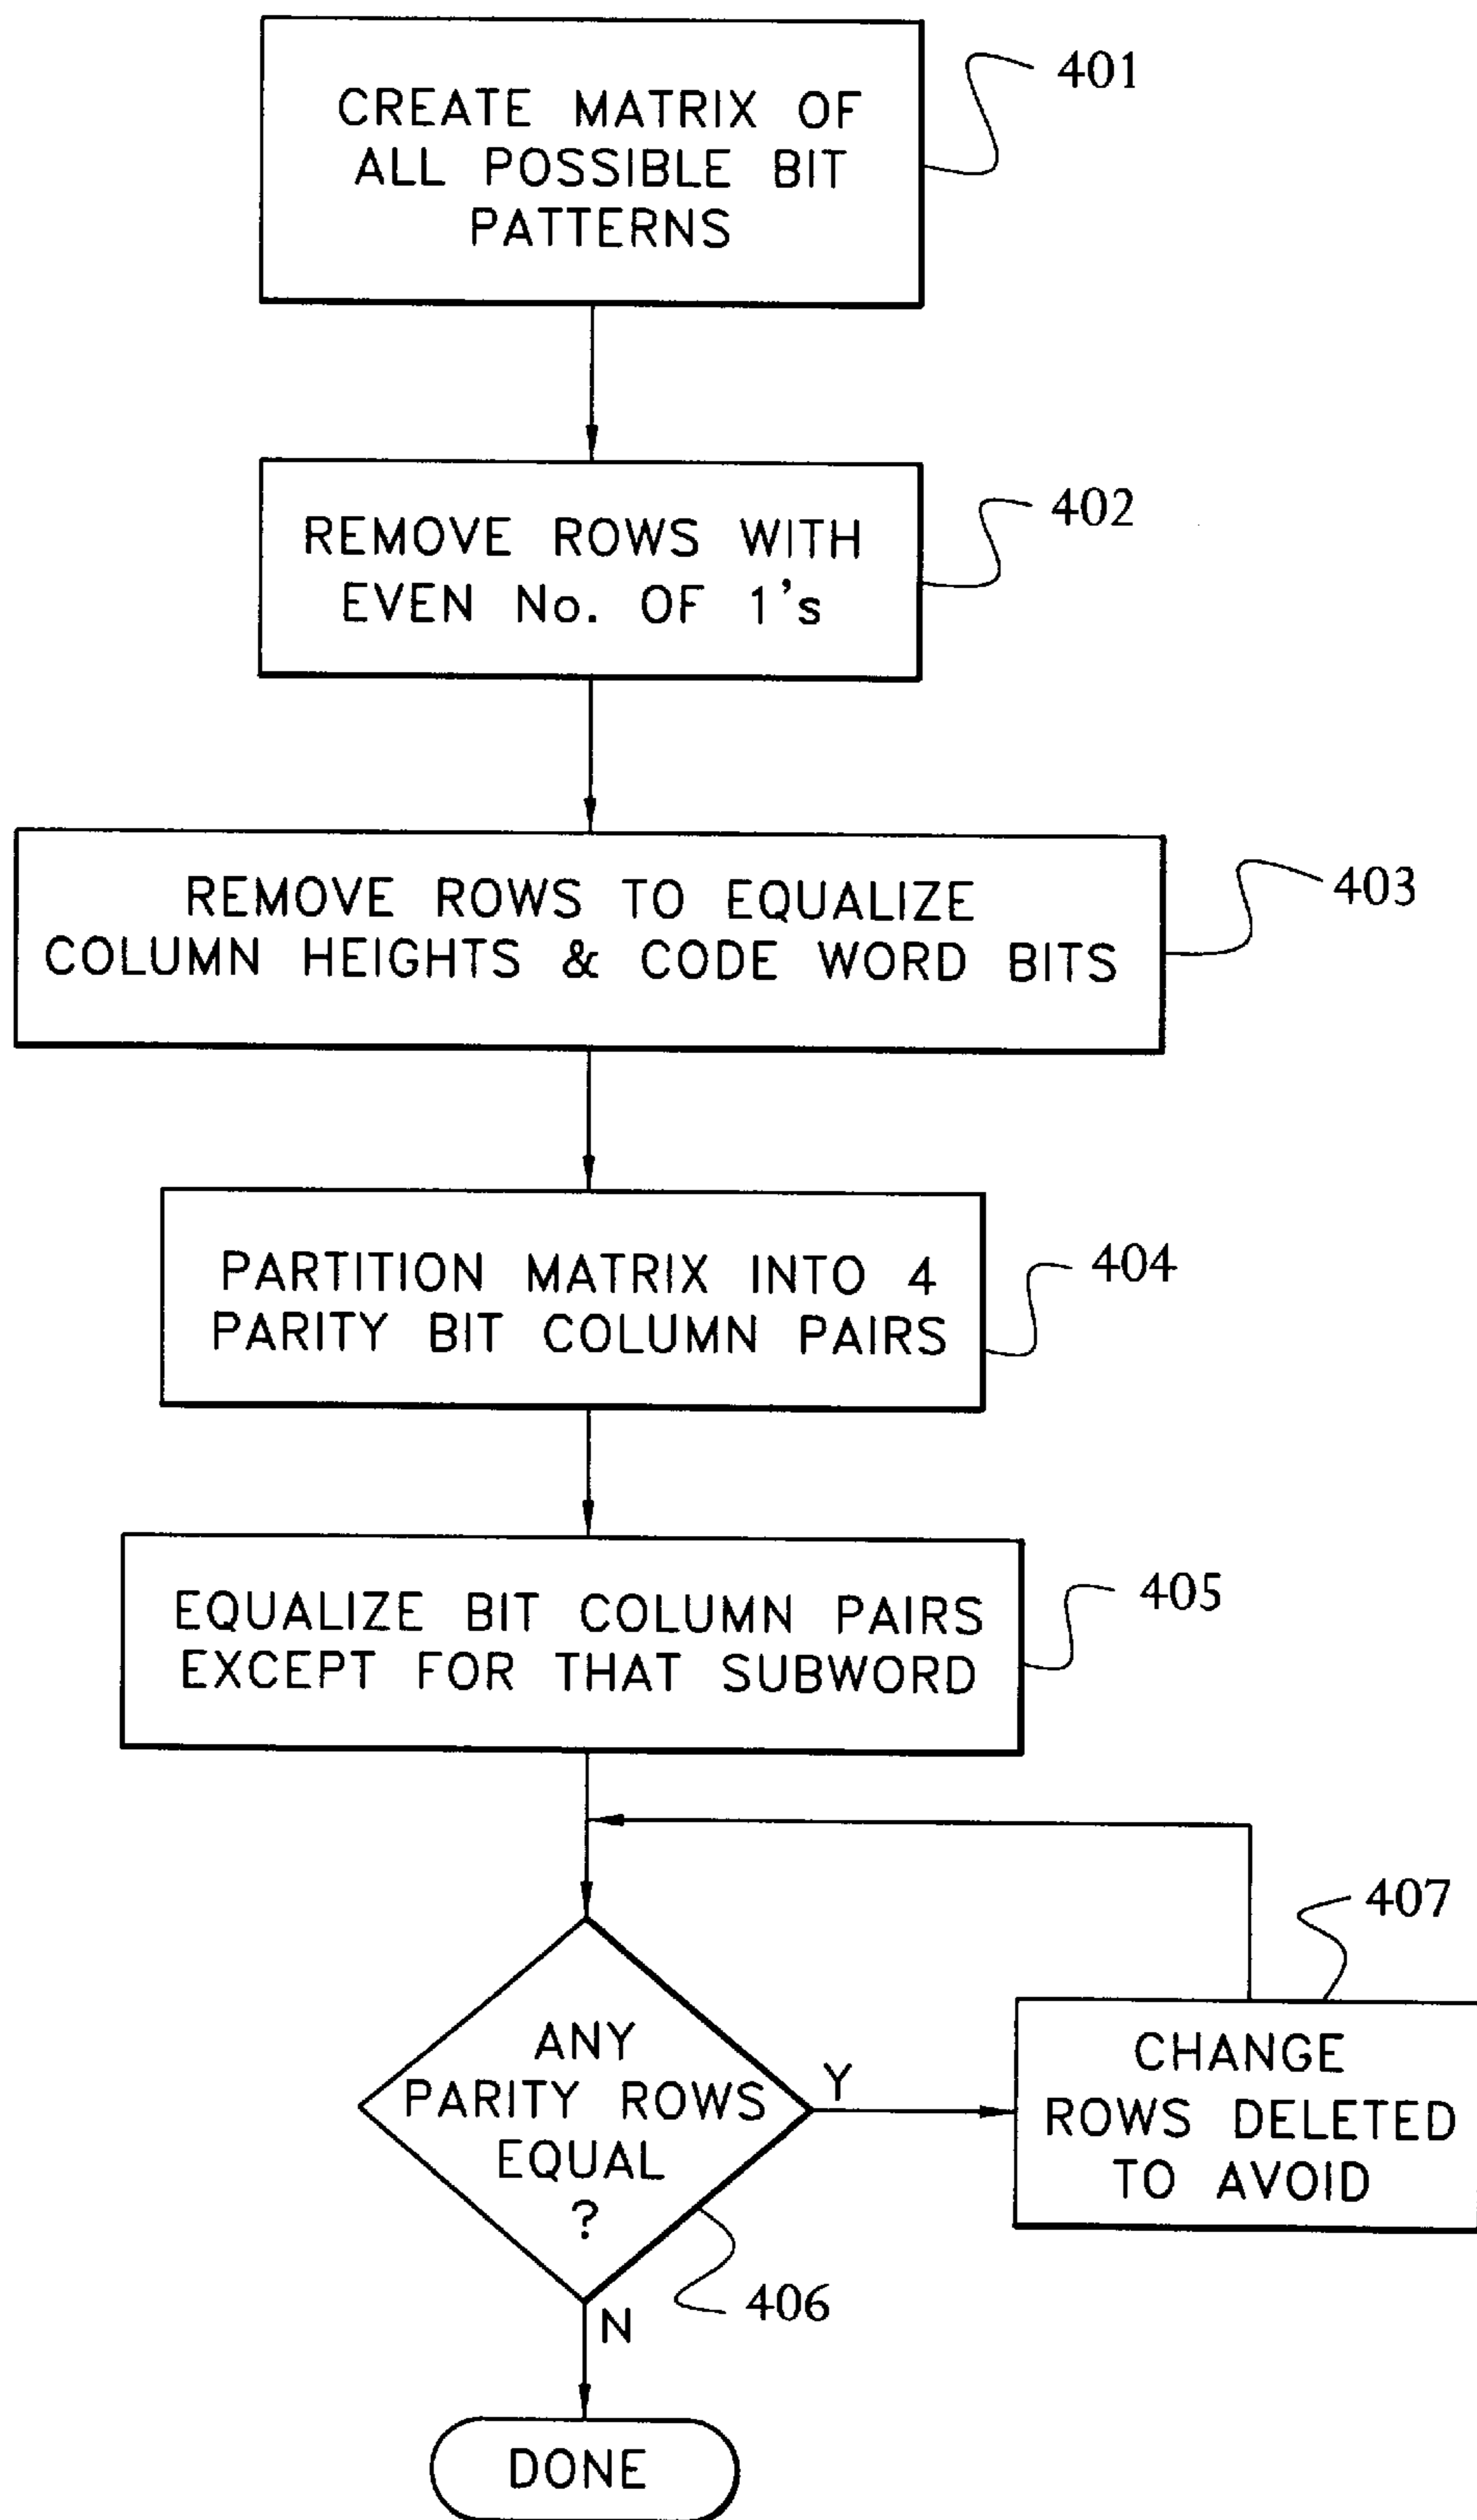 CREATE MATRIX OF
ALL POSSIBLE BIT
PATTERNS
401
REMOVE ROWS WITH
EVEN No. OF 1's
402
REMOVE ROWS TO EQUALIZE
COLUMN HEIGHTS & CODE WORD BITS
403
PARTITION MATRIX INTO 4
PARITY BIT COLUMN PAIRS
404
EQUALIZE BIT COLUMN PAIRS
EXCEPT FOR THAT SUBWORD
405
ANY
PARITY ROWS
EQUAL
?
406
Y
CHANGE
ROWS DELETED
TO AVOID
407
N
DONE